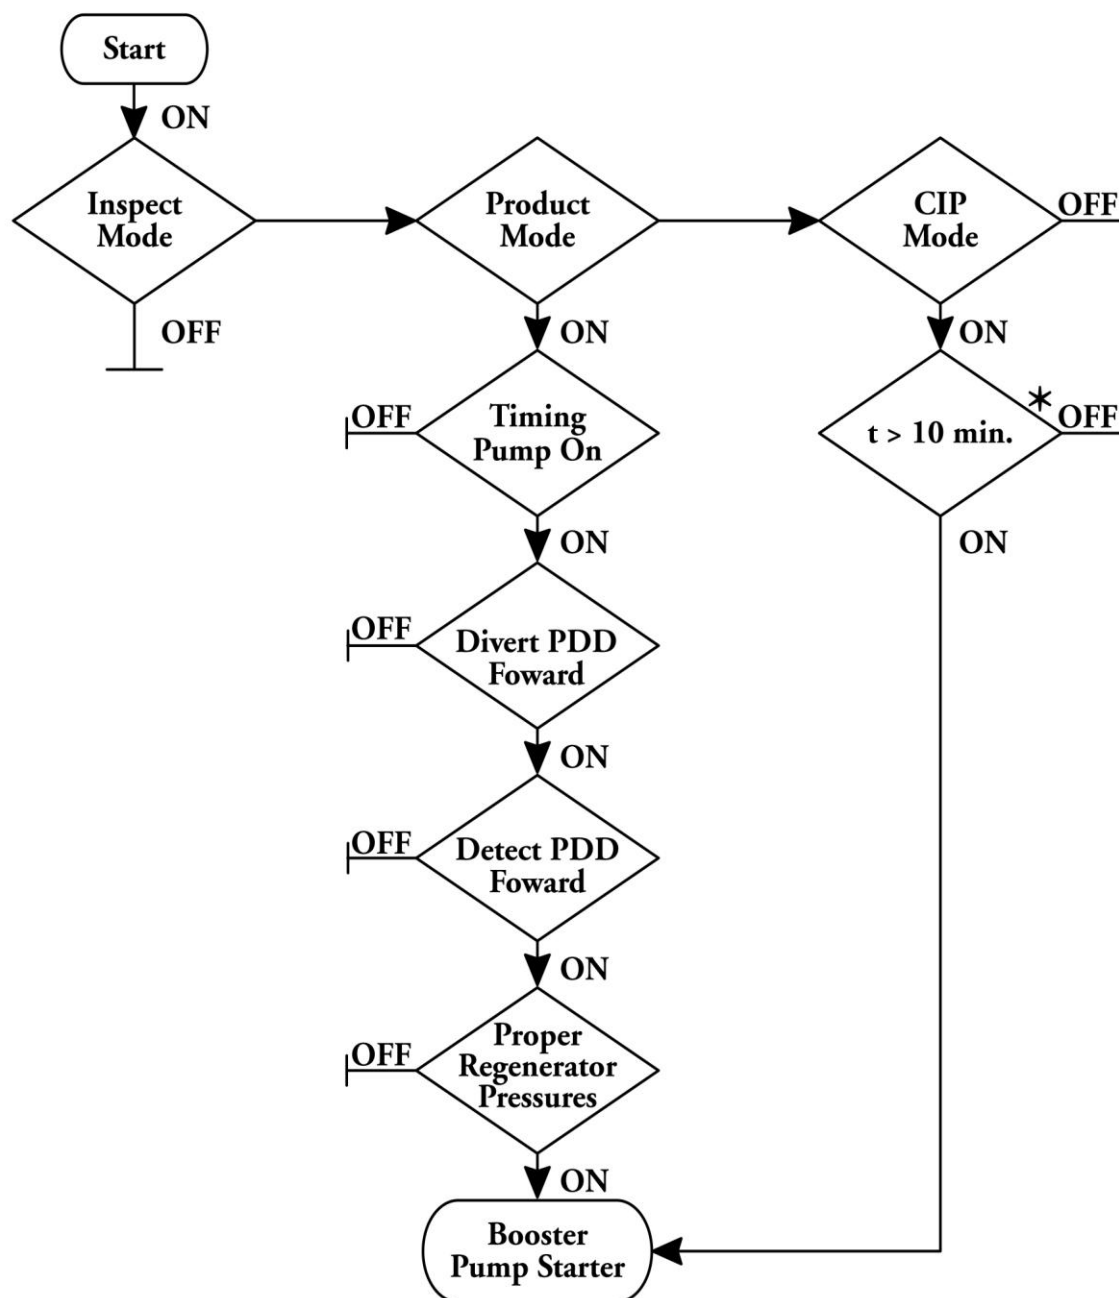 Start
ON
Inspect
Mode
OFF
Product
Mode
ON
CIP
Mode
OFF
ON
OFF
Timing
Pump On
ON
t > 10 min.
*
OFF
ON
OFF
Divert PDD
Foward
ON
OFF
Detect PDD
Foward
ON
OFF
Proper
Regenerator
Pressures
ON
Booster
Pump Starter